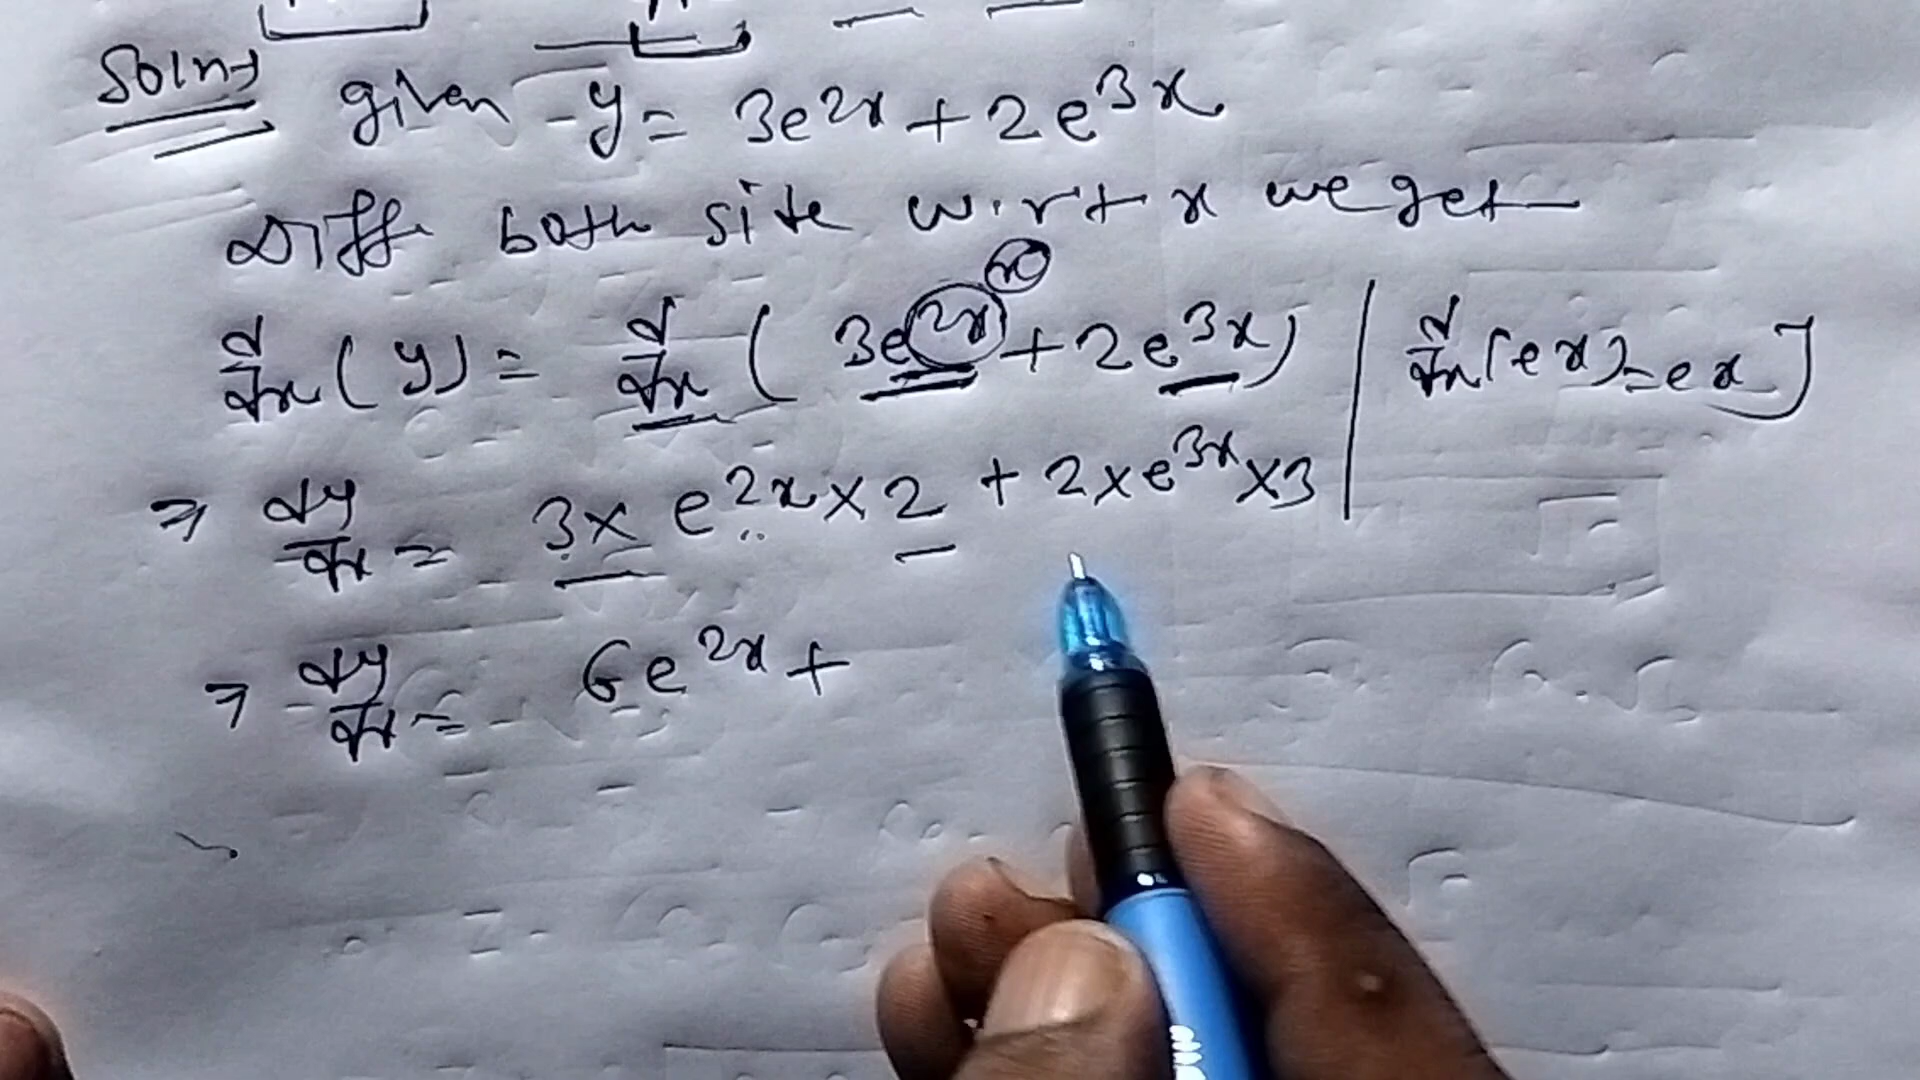 Soln→ given y = 3e^2x + 2e^3x
Diff both site w.r.t x we get
d/dx (y) = d/dx (3e^2x + 2e^3x) | d/dx [e^x) = e^x]
⇒ dy/dx = 3 × e^2x × 2 + 2 × e^3x × 3
⇒ dy/dx = 6e^2x +